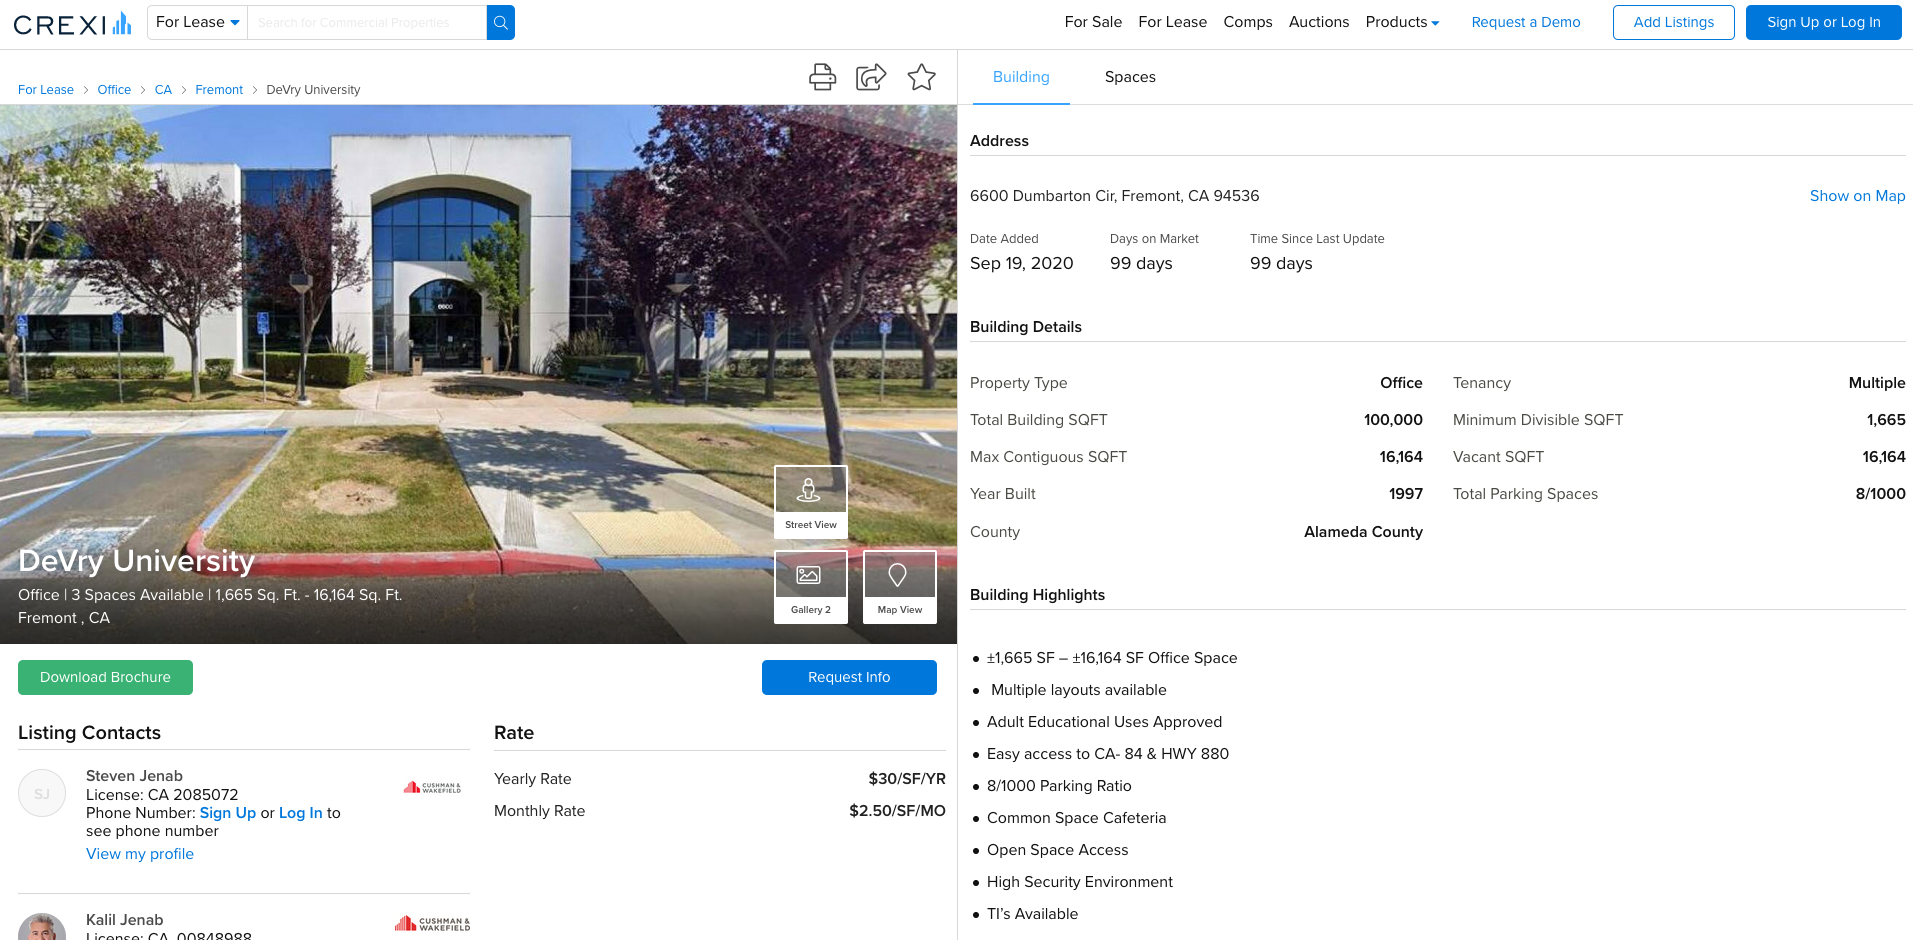 CREXI
For Lease
Search for Commercial Properties
For Sale
For Lease
Comps
Auctions
Products
Request a Demo
Add Listings
Sign Up or Log In
For Lease > Office > CA > Fremont > DeVry University
6600
Street View
Gallery 2
Map View
DeVry University
Office | 3 Spaces Available | 1,665 Sq. Ft. - 16,164 Sq. Ft.
Fremont , CA
Download Brochure
Request Info
Listing Contacts
SJ
Steven Jenab
License: CA 2085072
Phone Number: Sign Up or Log In to
see phone number
View my profile
CUSHMAN &
WAKEFIELD
Kalil Jenab
License: CA 00848988
CUSHMAN &
WAKEFIELD
Rate
Yearly Rate $30/SF/YR
Monthly Rate $2.50/SF/MO
Building
Spaces
Address
6600 Dumbarton Cir, Fremont, CA 94536
Show on Map
Date Added Days on Market Time Since Last Update
Sep 19, 2020 99 days 99 days
Building Details
Property Type Office Tenancy Multiple
Total Building SQFT 100,000 Minimum Divisible SQFT 1,665
Max Contiguous SQFT 16,164 Vacant SQFT 16,164
Year Built 1997 Total Parking Spaces 8/1000
County Alameda County
Building Highlights
• ±1,665 SF – ±16,164 SF Office Space
• Multiple layouts available
• Adult Educational Uses Approved
• Easy access to CA- 84 & HWY 880
• 8/1000 Parking Ratio
• Common Space Cafeteria
• Open Space Access
• High Security Environment
• TI's Available